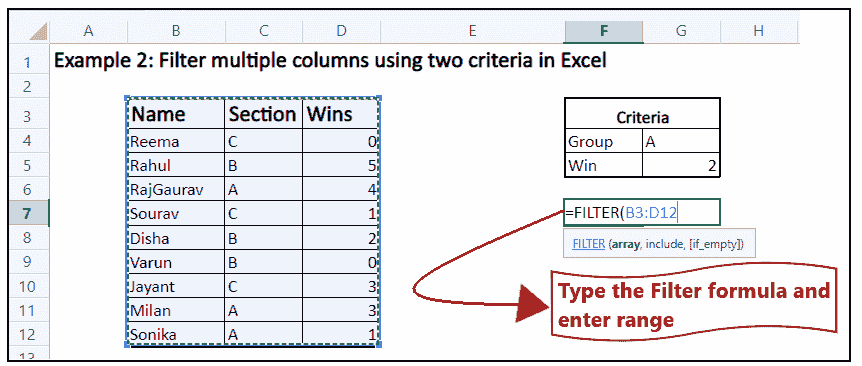 A B C D E F G H
1 Example 2: Filter multiple columns using two criteria in Excel
2
3 Name Section Wins Criteria
4 Reema C 0 Group A
5 Rahul B 5 Win 2
6 RajGaurav A 4
7 Sourav C 1 =FILTER(B3:D12
8 Disha B 2 FILTER (array, include, [if_empty])
9 Varun B 0
10 Jayant C 3 Type the Filter formula and
11 Milan A 3 enter range
12 Sonika A 1
13